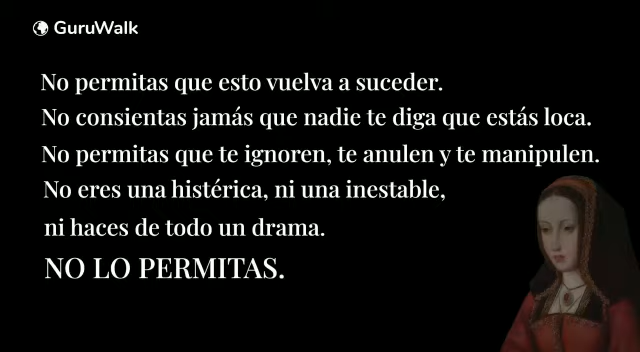 GuruWalk
No permitas que esto vuelva a suceder.
No consientas jamás que nadie te diga que estás loca.
No permitas que te ignoren, te anulen y te manipulen.
No eres una histérica, ni una inestable,
ni haces de todo un drama.
NO LO PERMITAS.